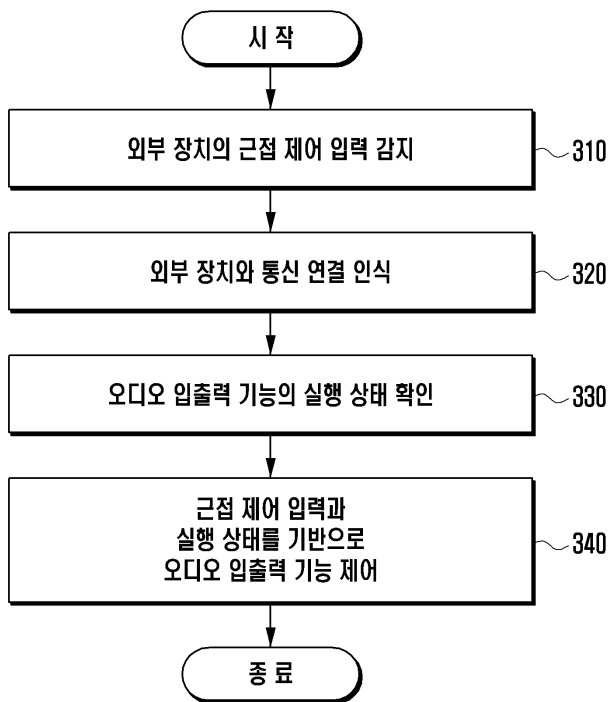 시 작
외부 장치의 근접 제어 입력 감지
310
외부 장치와 통신 연결 인식
320
오디오 입출력 기능의 실행 상태 확인
330
근접 제어 입력과
실행 상태를 기반으로
오디오 입출력 기능 제어
340
종 료